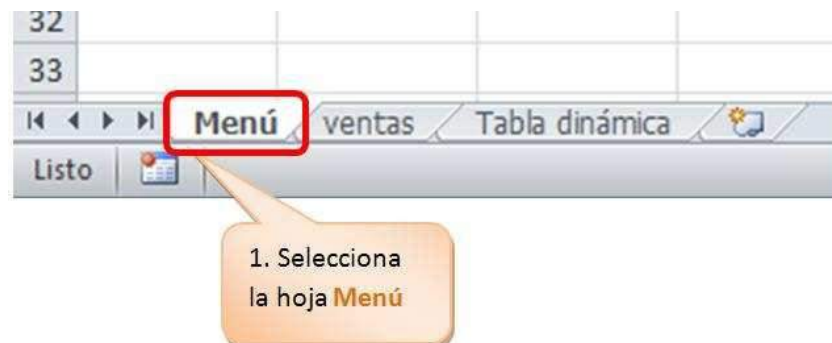 32
33
Menú ventas Tabla dinámica
Listo
1. Selecciona
la hoja Menú